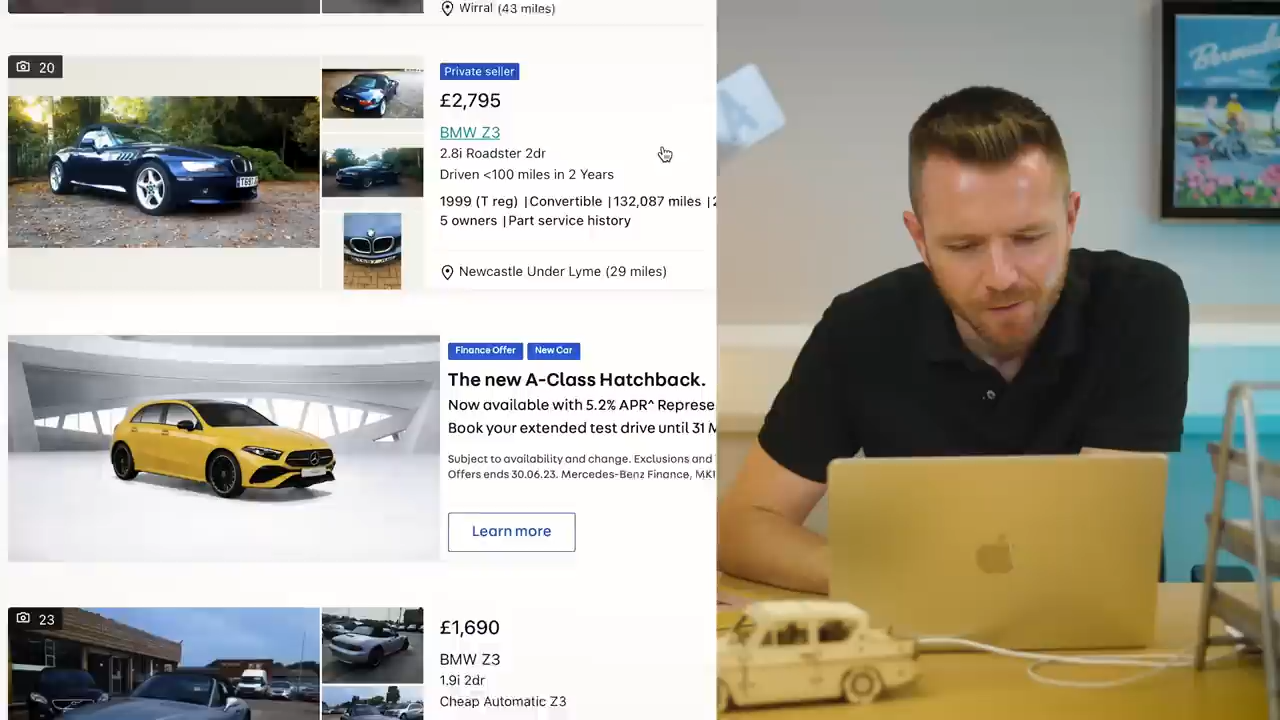 Wirral (43 miles)
20
Private seller
£2,795
BMW Z3
2.8i Roadster 2dr
Driven <100 miles in 2 Years
1999 (T reg) | Convertible | 132,087 miles | 2
5 owners | Part service history
Newcastle Under Lyme (29 miles)
Finance Offer New Car
The new A-Class Hatchback.
Now available with 5.2% APR^ Represe
Book your extended test drive until 31 M
Subject to availability and change. Exclusions and
Offers ends 30.06.23. Mercedes-Benz Finance, MK1
Learn more
23
£1,690
BMW Z3
1.9i 2dr
Cheap Automatic Z3
Bermuda
A